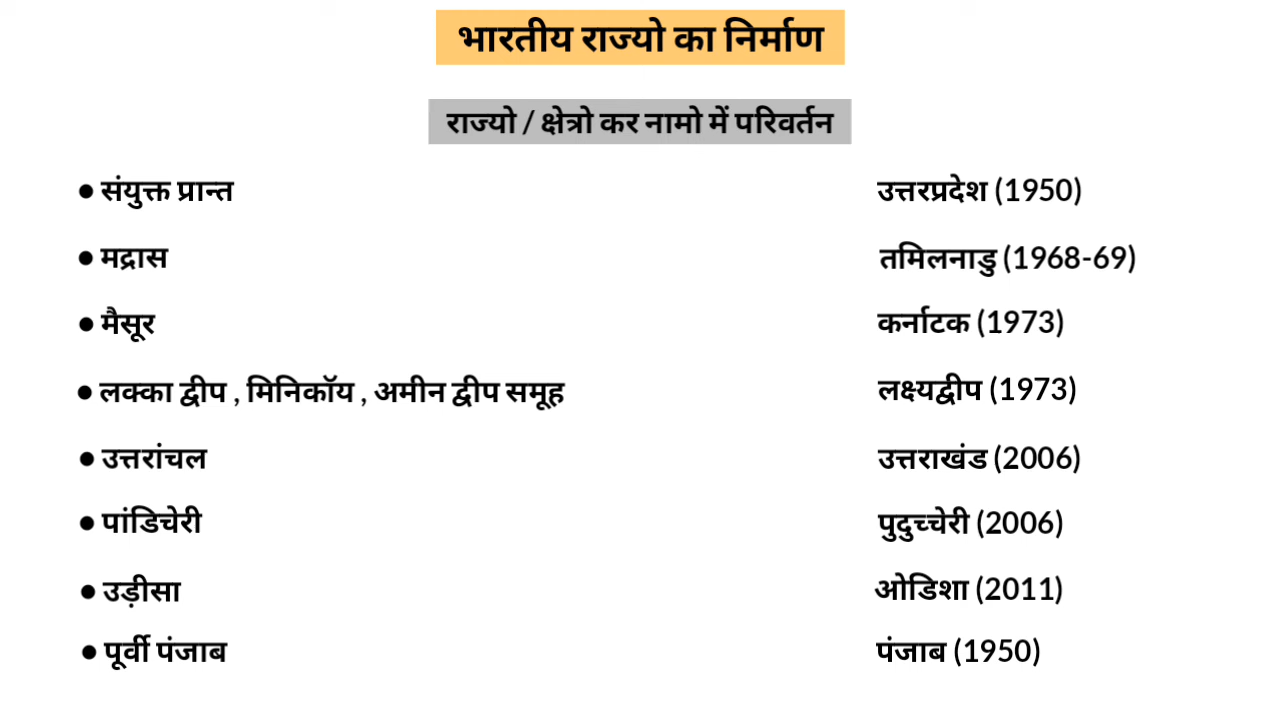 भारतीय राज्यो का निर्माण
राज्यो / क्षेत्रो कर नामो में परिवर्तन
● संयुक्त प्रान्त उत्तरप्रदेश (1950)
● मद्रास तमिलनाडु (1968-69)
● मैसूर कर्नाटक (1973)
● लक्का द्वीप , मिनिकॉय , अमीन द्वीप समूह लक्ष्यद्वीप (1973)
● उत्तरांचल उत्तराखंड (2006)
● पांडिचेरी पुदुच्चेरी (2006)
● उड़ीसा ओडिशा (2011)
● पूर्वी पंजाब पंजाब (1950)